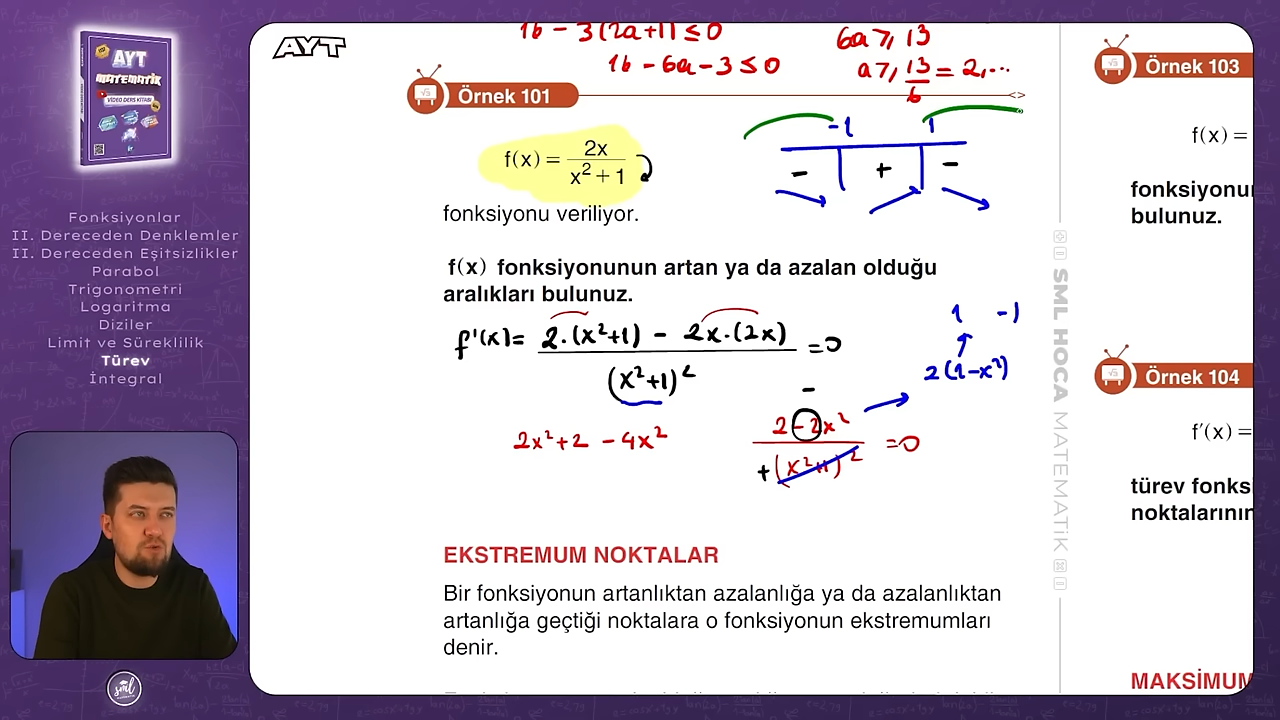 AYT
AYT
MATEMATİK
VİDEO DERS KİTABI
Fonksiyonlar
II. Dereceden Denklemler
II. Dereceden Eşitsizlikler
Parabol
Trigonometri
Logaritma
Diziler
Limit ve Süreklilik
Türev
İntegral
sml
16 - 3(2a+1) ≤ 0
16 - 6a - 3 ≤ 0
6a ≥ 13
a ≥ 13/6 = 2,...
Örnek 101
f(x) = 2x / x² + 1
-1 1
- + -
fonksiyonu veriliyor.
f(x) fonksiyonunun artan ya da azalan olduğu
aralıkları bulunuz.
f'(x) = 2.(x²+1) - 2x.(2x) / (x²+1)² = 0
1 -1
2(1-x²)
-
2x²+2 - 4x²
2 - 2x² / +(x²+1)² = 0
EKSTREMUM NOKTALAR
Bir fonksiyonun artanlıktan azalanlığa ya da azalanlıktan
artanlığa geçtiği noktalara o fonksiyonun ekstremumları
denir.
SML HOCA MATEMATİK
Örnek 103
f(x) =
fonksiyonu
bulunuz.
Örnek 104
f'(x) =
türev fonks
noktalarının
MAKSİMUM